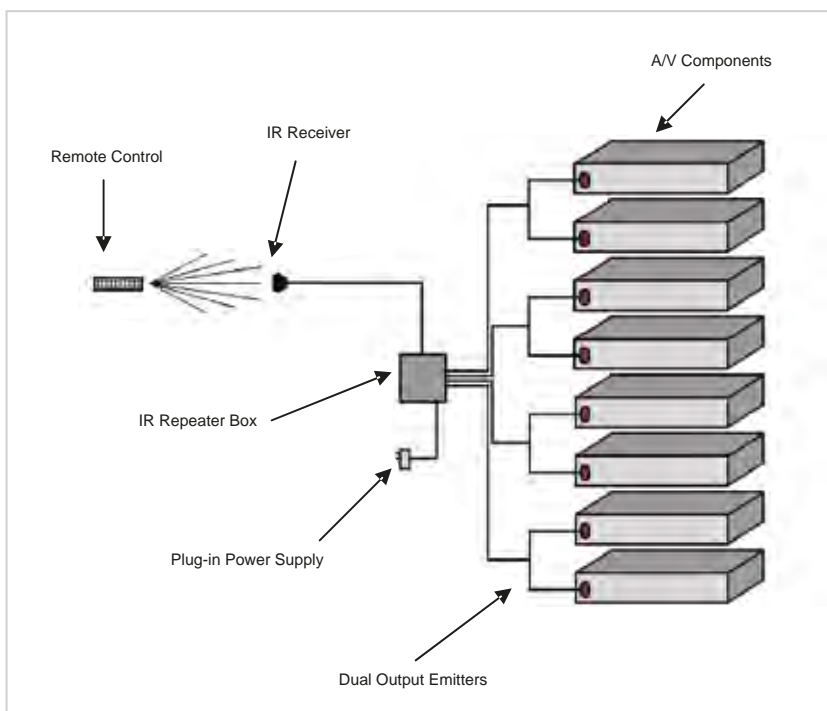 A/V Components
IR Receiver
Remote Control
IR Repeater Box
Plug-in Power Supply
Dual Output Emitters